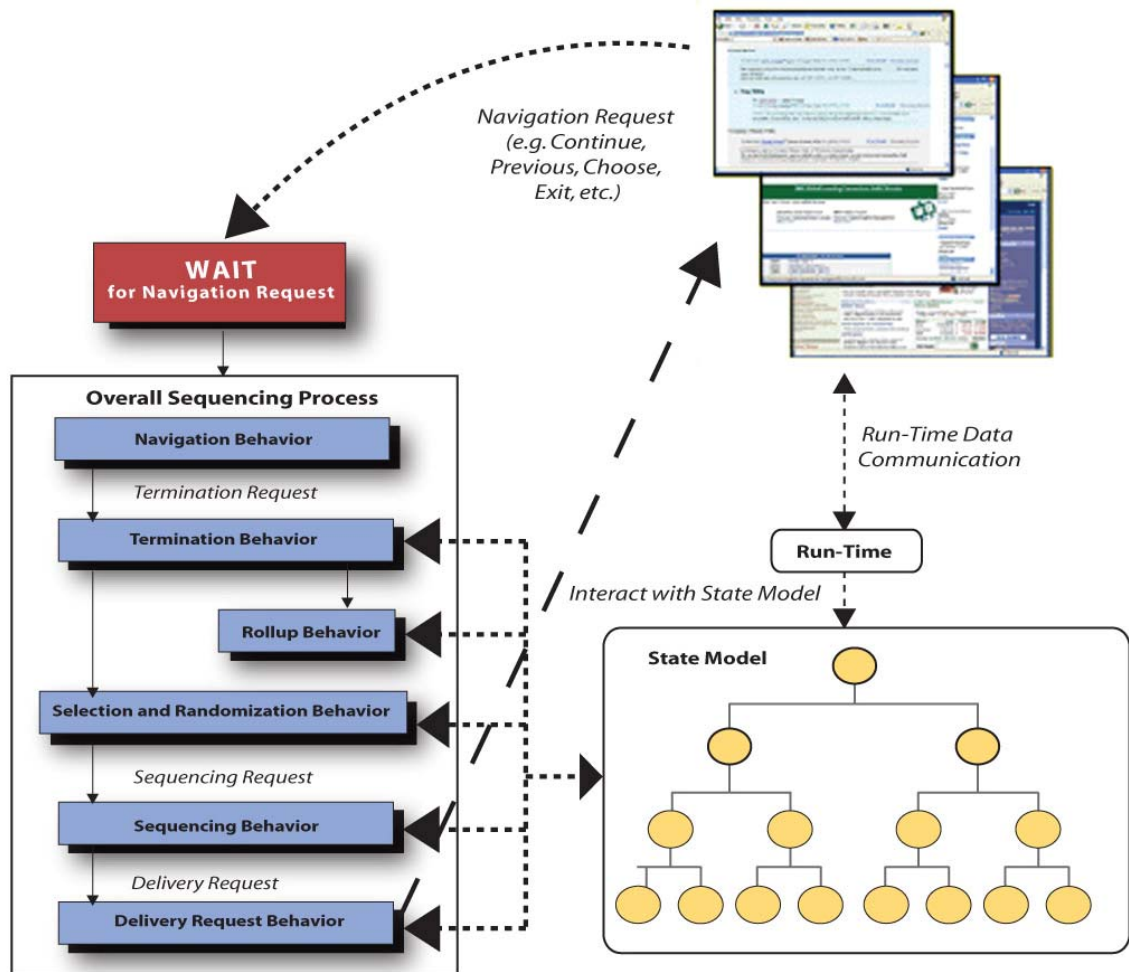 Navigation Request
(e.g. Continue,
Previous, Choose,
Exit, etc.)
WAIT
for Navigation Request
Overall Sequencing Process
Navigation Behavior
Termination Request
Termination Behavior
Rollup Behavior
Selection and Randomization Behavior
Sequencing Request
Sequencing Behavior
Delivery Request
Delivery Request Behavior
Run-Time Data
Communication
Run-Time
Interact with State Model
State Model